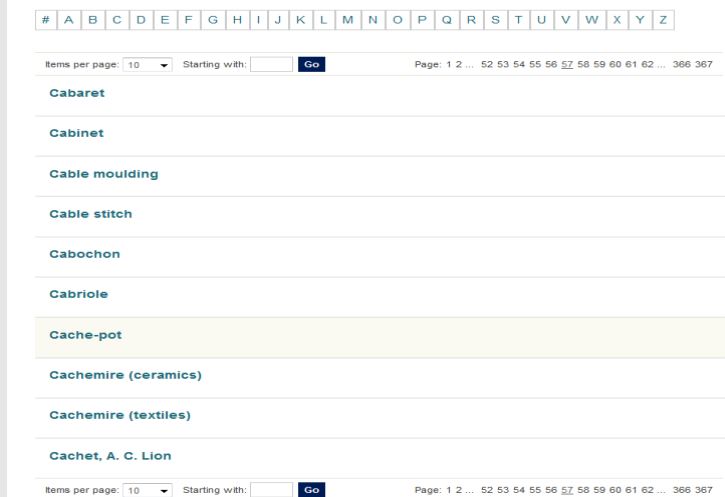 # A B C D E F G H I J K L M N O P Q R S T U V W X Y Z
Items per page: 10 Starting with: Go Page: 1 2 ... 52 53 54 55 56 57 58 59 60 61 62 ... 366 367
Cabaret
Cabinet
Cable moulding
Cable stitch
Cabochon
Cabriole
Cache-pot
Cachemire (ceramics)
Cachemire (textiles)
Cachet, A. C. Lion
Items per page: 10 Starting with: Go Page: 1 2 ... 52 53 54 55 56 57 58 59 60 61 62 ... 366 367